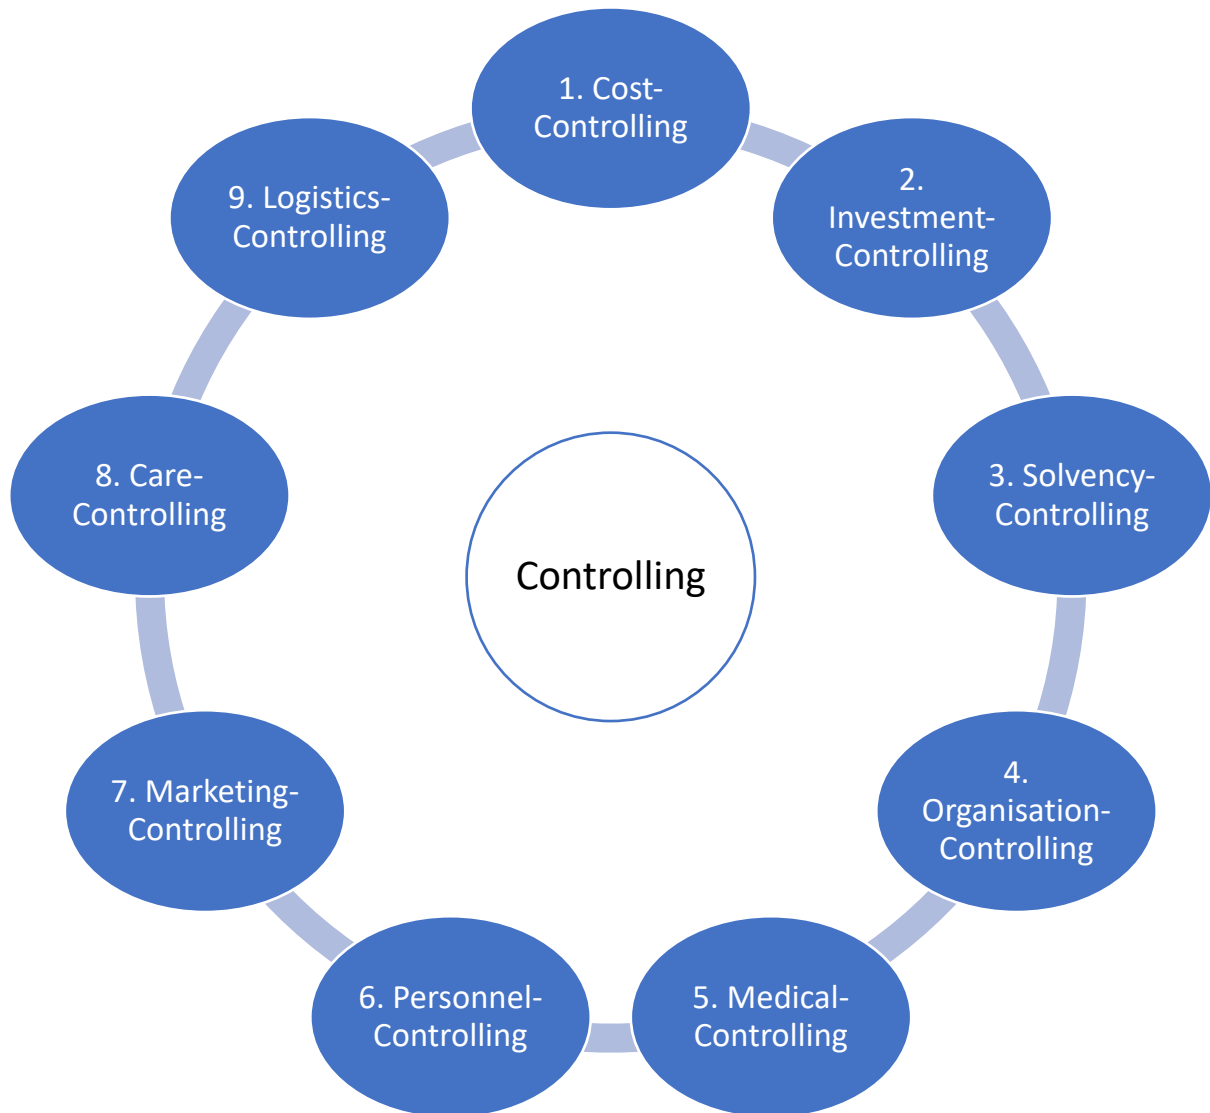 1. Cost-
Controlling
2.
Investment-
Controlling
3. Solvency-
Controlling
4.
Organisation-
Controlling
5. Medical-
Controlling
6. Personnel-
Controlling
7. Marketing-
Controlling
8. Care-
Controlling
9. Logistics-
Controlling
Controlling